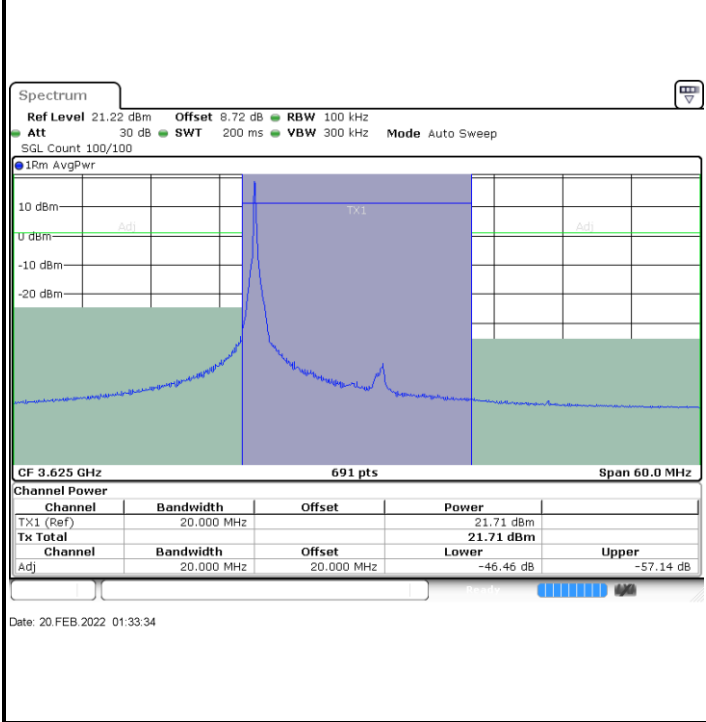 Spectrum
Ref Level 21.22 dBm Offset 8.72 dB RBW 100 kHz
Att 30 dB SWT 200 ms VBW 300 kHz Mode Auto Sweep
SGL Count 100/100
1Rm AvgPwr
10 dBm
TX1
Adj
Adj
0 dBm
-10 dBm
-20 dBm
CF 3.625 GHz 691 pts Span 60.0 MHz
Channel Power
Channel Bandwidth Offset Power
TX1 (Ref) 20.000 MHz 21.71 dBm
Tx Total 21.71 dBm
Channel Bandwidth Offset Lower Upper
Adj 20.000 MHz 20.000 MHz -46.46 dB -57.14 dB
Ready
Date: 20.FEB.2022 01:33:34